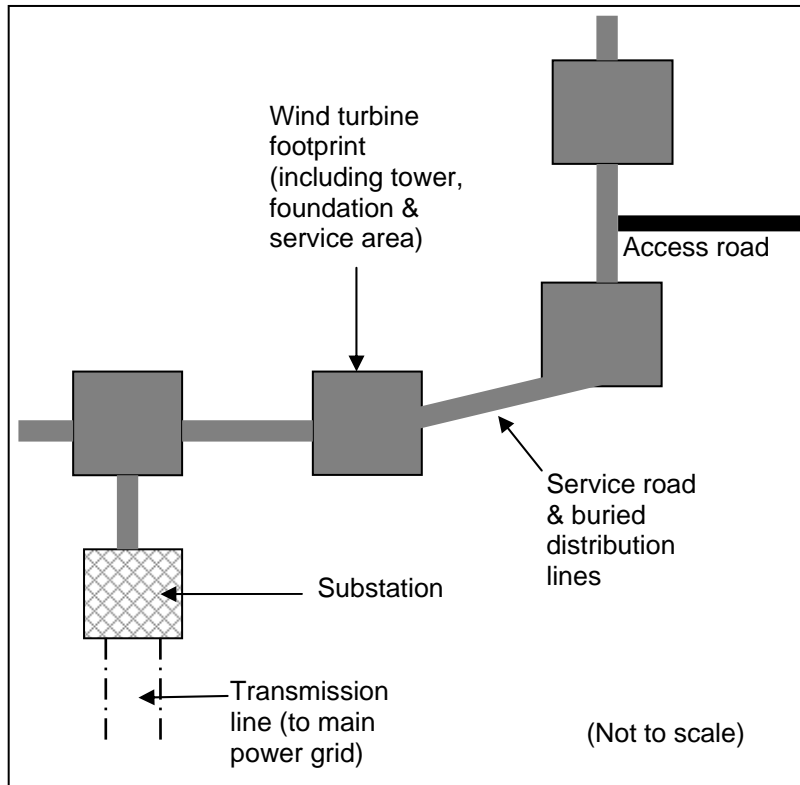 Wind turbine
footprint
(including tower,
foundation &
service area)
Access road
Service road
& buried
distribution
lines
Substation
Transmission
line (to main
power grid)
(Not to scale)